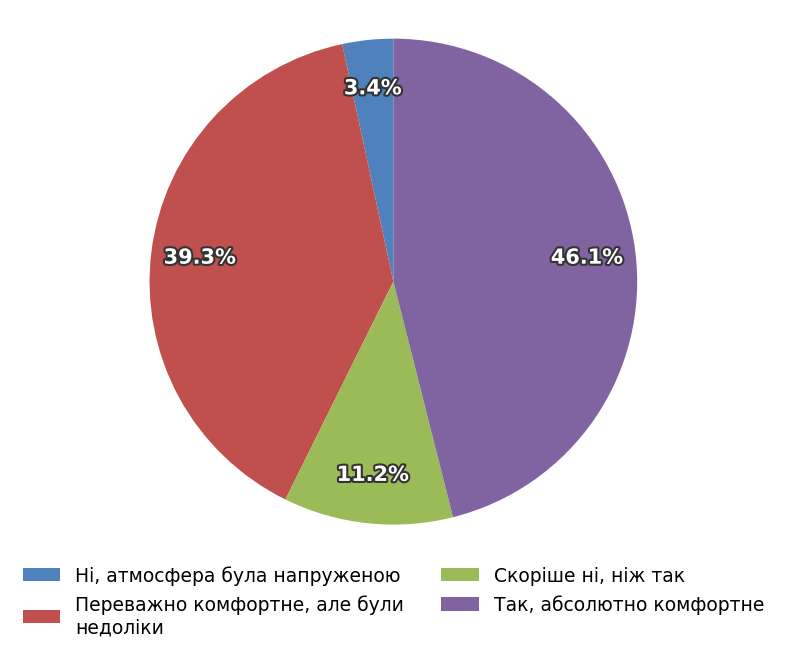 3.4%
39.3%
46.1%
11.2%
Ні, атмосфера була напруженою
Переважно комфортне, але були
недоліки
Скоріше ні, ніж так
Так, абсолютно комфортне